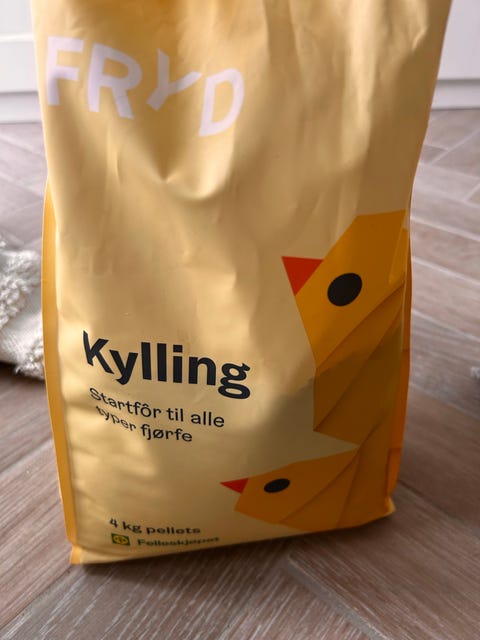 FRYD
Kylling
Startfôr til alle
typer fjørfe
4 kg pellets
Felleskjøpet